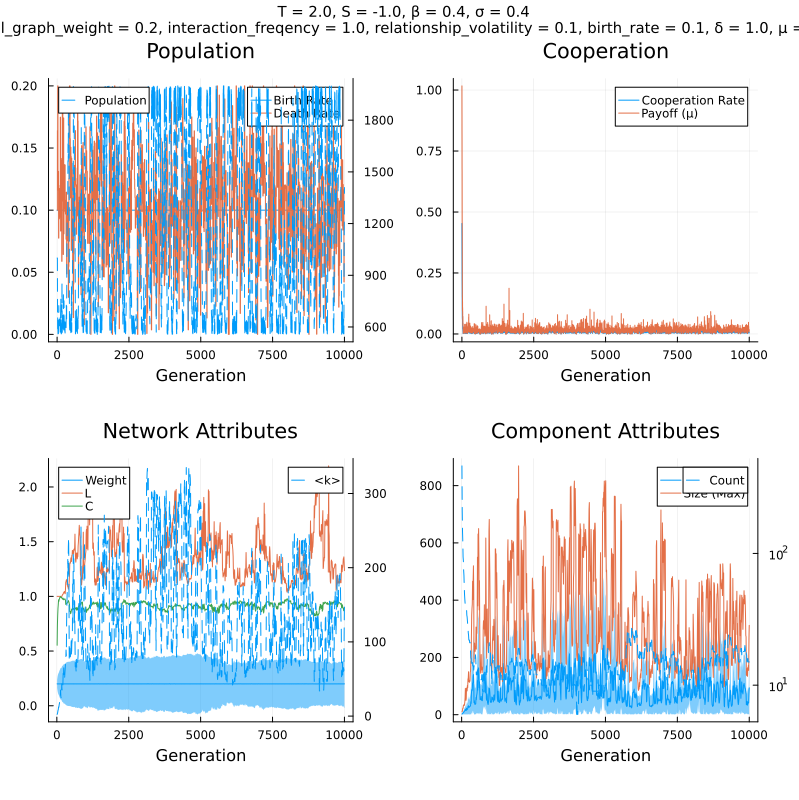 T = 2.0, S = -1.0, β = 0.4, σ = 0.4
l_graph_weight = 0.2, interaction_freqency = 1.0, relationship_volatility = 0.1, birth_rate = 0.1, δ = 1.0, μ =
Population
Cooperation
0.20
0.15
0.10
0.05
0.00
Population
Birth Rate
Death Rate
1800
1500
1200
900
600
0
2500
5000
7500
10000
Generation
1.00
0.75
0.50
0.25
0.00
Cooperation Rate
Payoff (μ)
0
2500
5000
7500
10000
Generation
Network Attributes
Component Attributes
2.0
1.5
1.0
0.5
0.0
Weight
L
C
<k>
300
200
100
0
0
2500
5000
7500
10000
Generation
800
600
400
200
0
Count
Size (Max)
10²
10¹
0
2500
5000
7500
10000
Generation